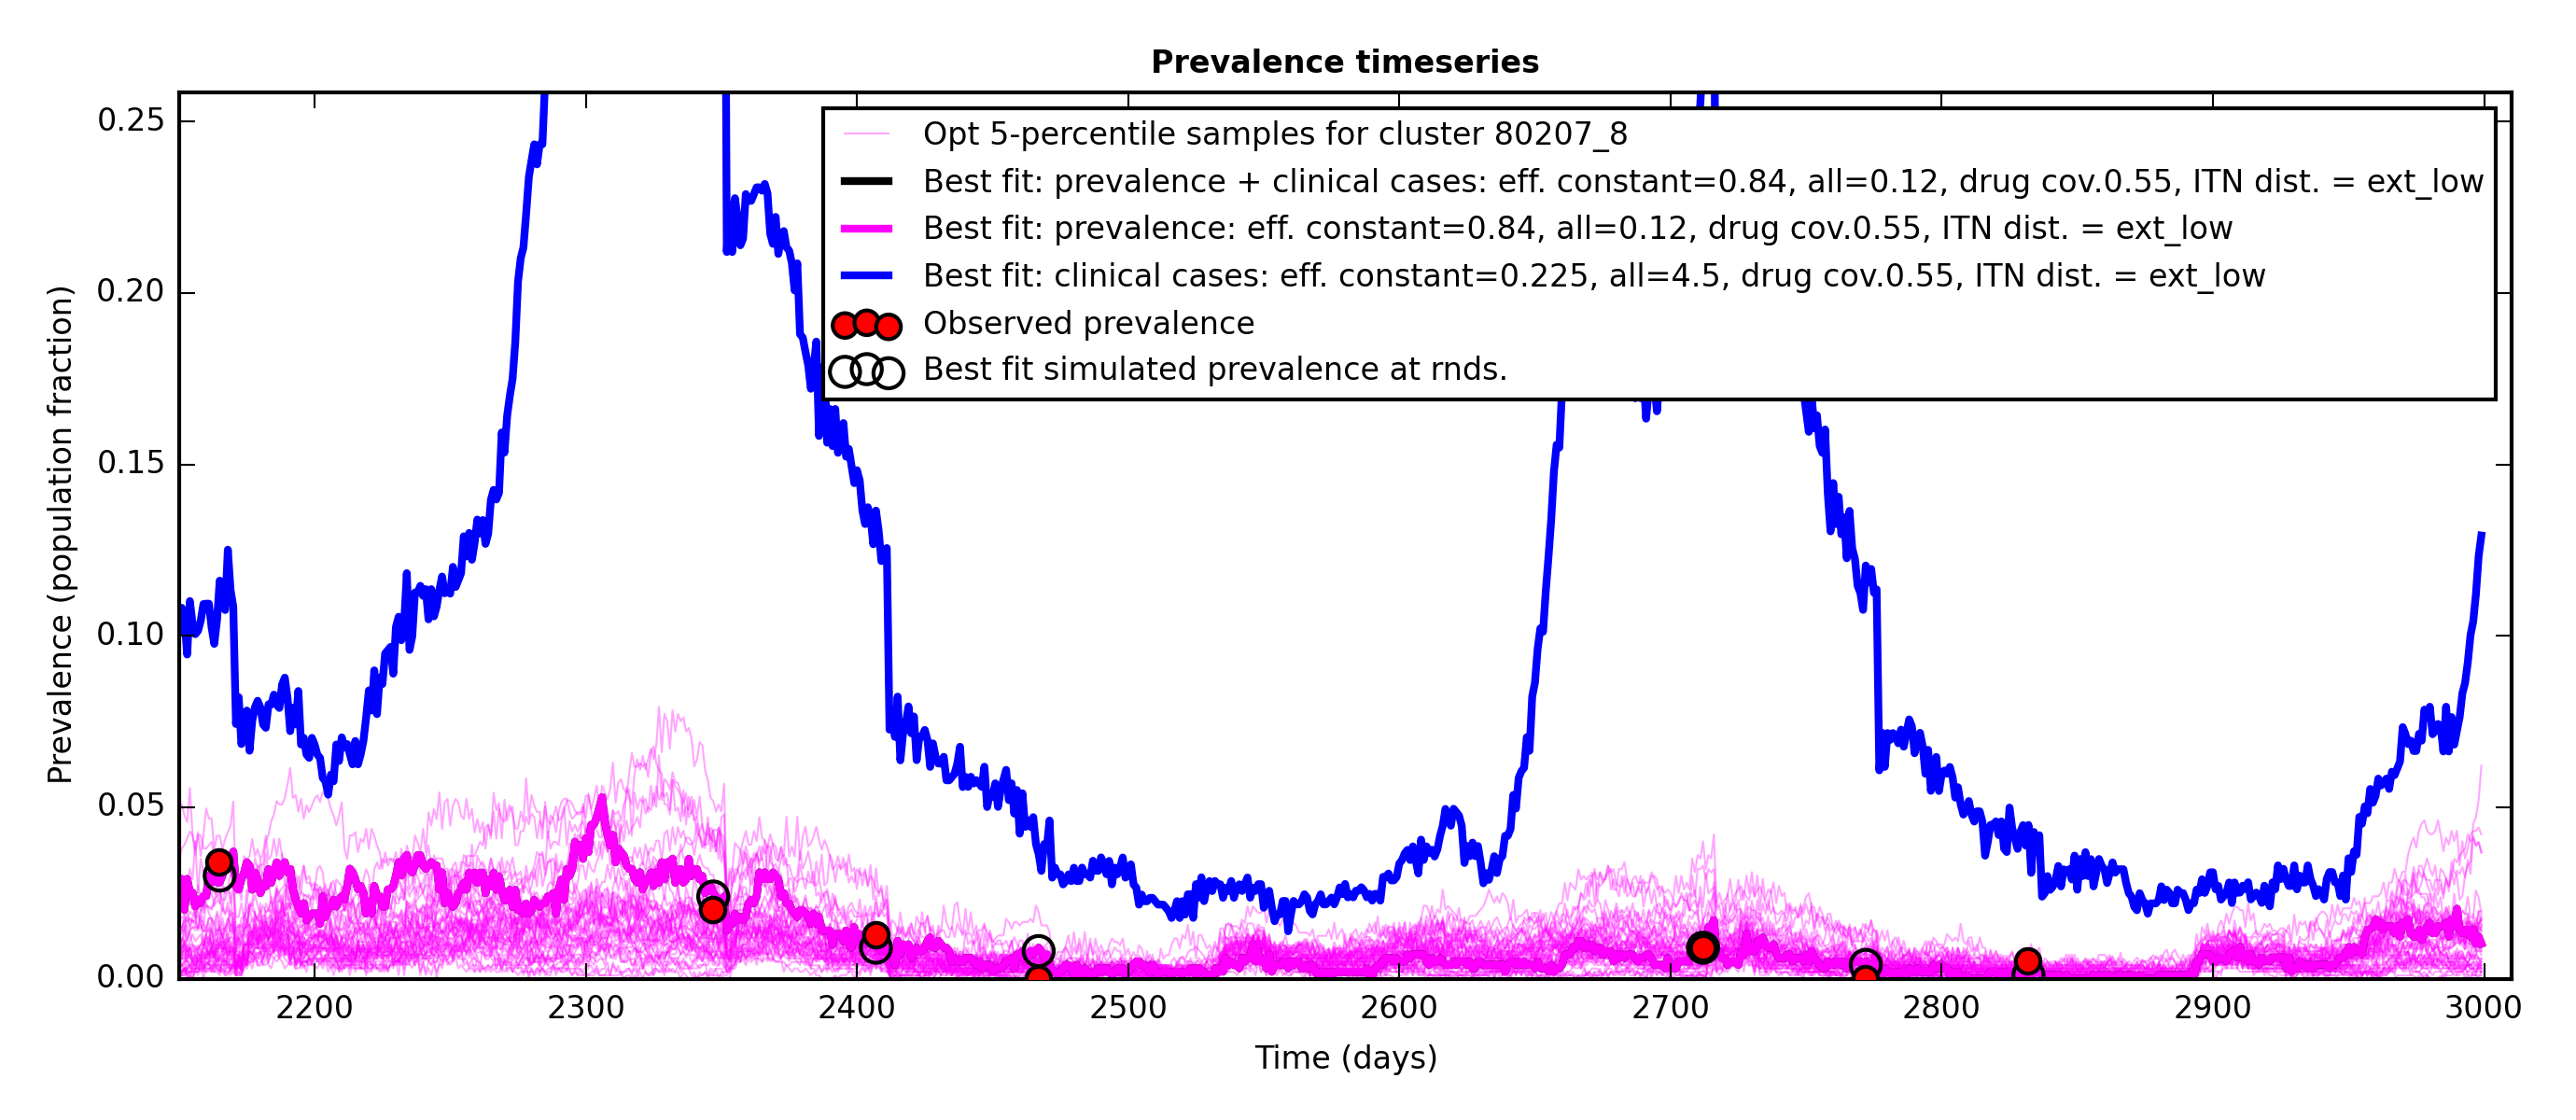 Prevalence timeseries
Prevalence (population fraction)
0.25
0.20
0.15
0.10
0.05
0.00
Opt 5-percentile samples for cluster 80207_8
Best fit: prevalence + clinical cases: eff. constant=0.84, all=0.12, drug cov.0.55, ITN dist. = ext_low
Best fit: prevalence: eff. constant=0.84, all=0.12, drug cov.0.55, ITN dist. = ext_low
Best fit: clinical cases: eff. constant=0.225, all=4.5, drug cov.0.55, ITN dist. = ext_low
Observed prevalence
Best fit simulated prevalence at rnds.
2200 2300 2400 2500 2600 2700 2800 2900 3000
Time (days)